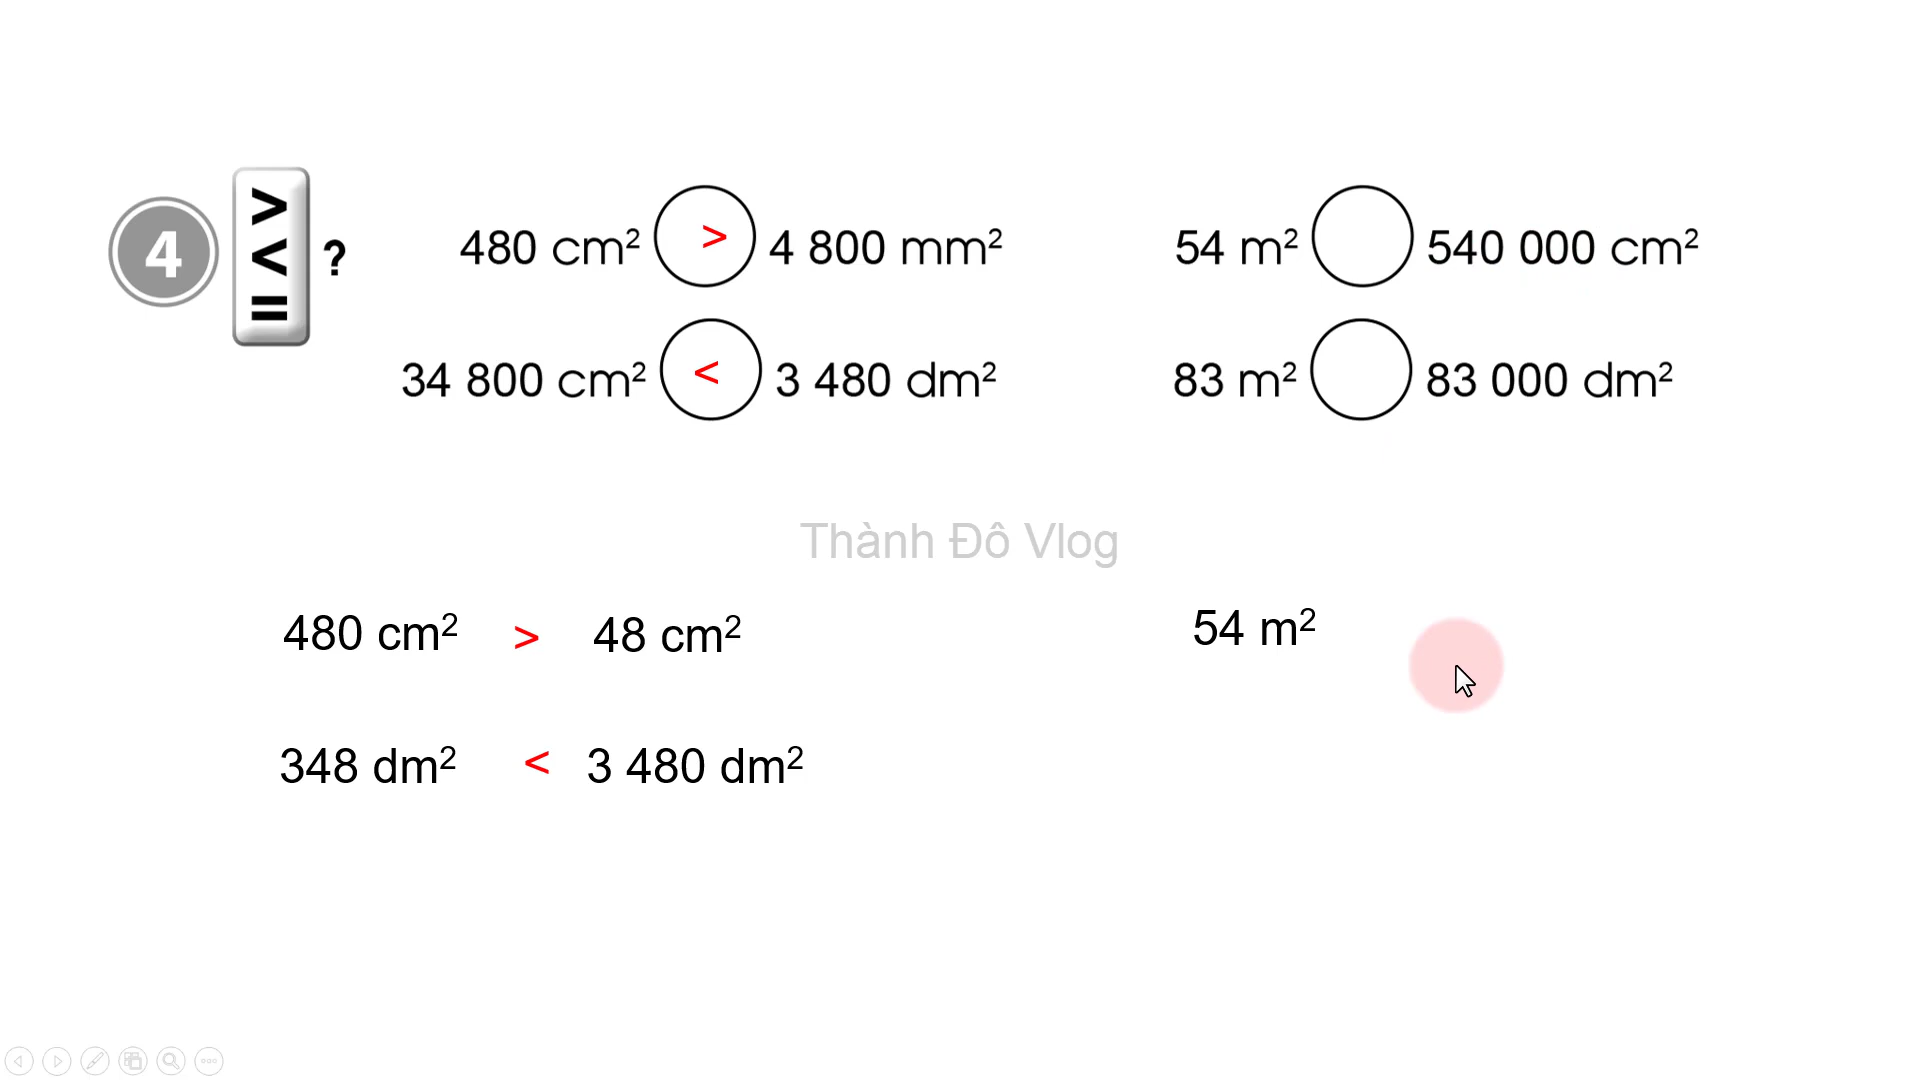 4 > < = ? 480 cm² > 4 800 mm² 54 m² 540 000 cm²
34 800 cm² < 3 480 dm² 83 m² 83 000 dm²
Thành Đô Vlog
480 cm² > 48 cm² 54 m²
348 dm² < 3 480 dm²